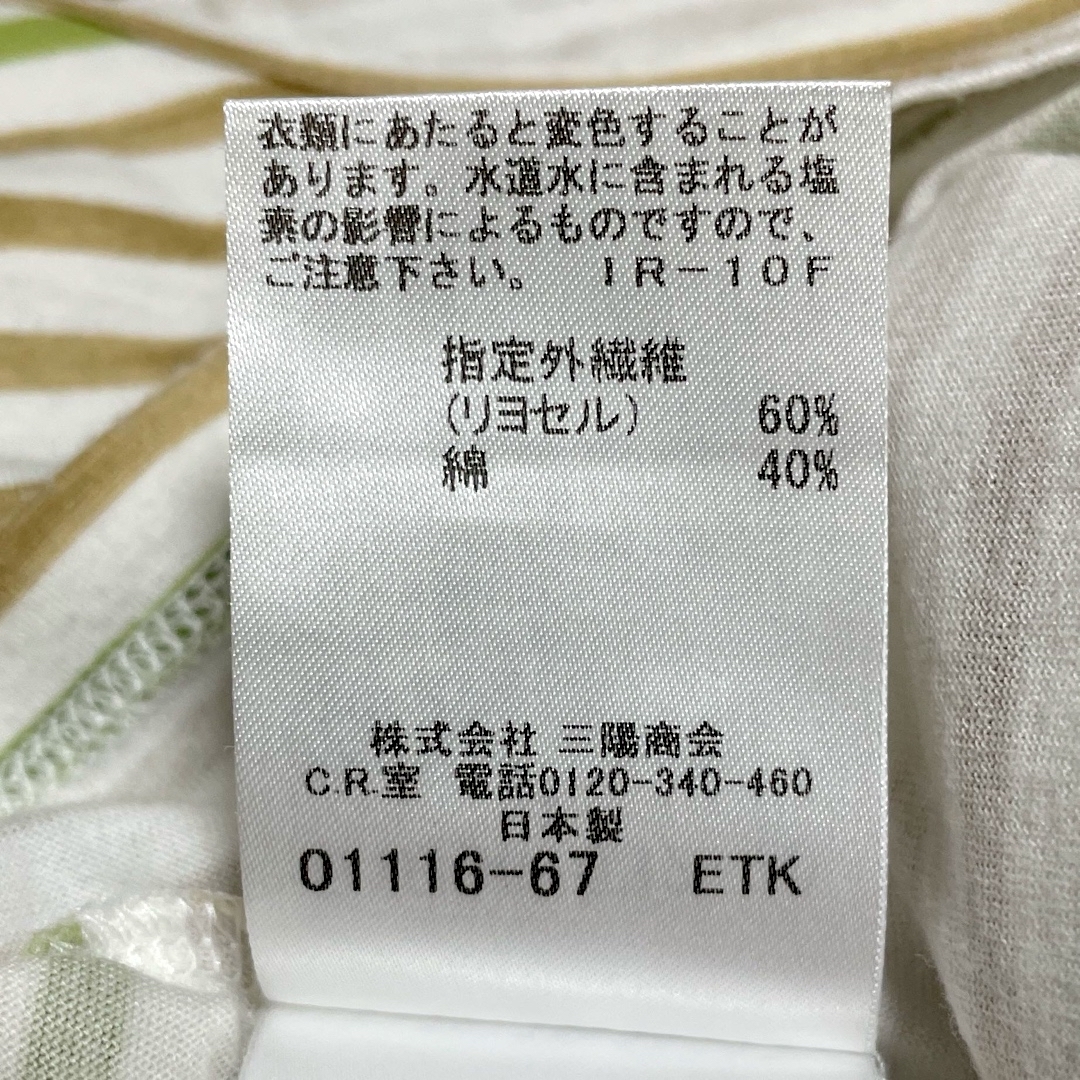 衣類にあたると変色することが
あります。水道水に含まれる塩
素の影響によるものですので、
ご注意下さい。　IR－10F
指定外繊維
(リヨセル)　60%
綿　40%
株式会社 三陽商会
C.R.室　電話0120-340-460
日本製
01116-67　ETK